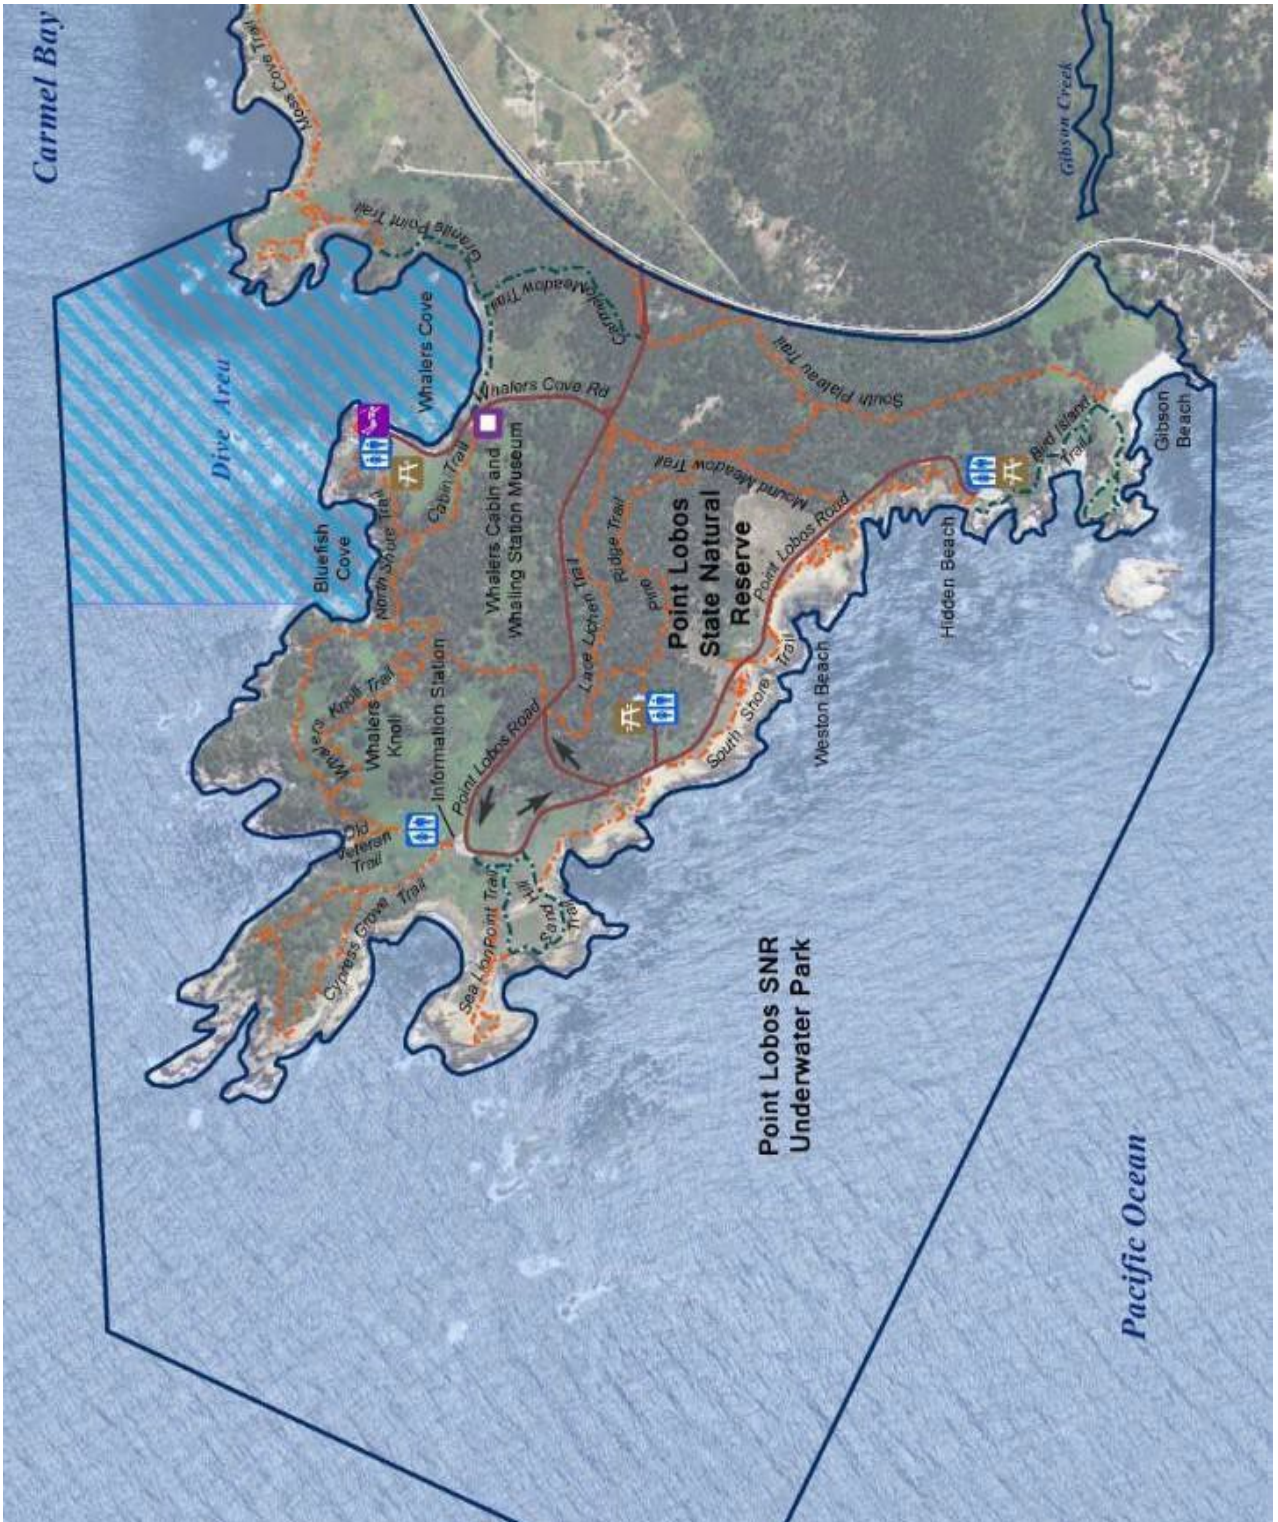 Carmel Bay
Moss Cove Trail
Granite Point Trail
Gibson Creek
Dive Area
Whalers Cove
Carmelo Meadow Trail
Whalers Cove Rd
South Plateau Trail
Bluefish
Cove
North Shore Trail
Cabin Trail
Whalers Cabin and
Whaling Station Museum
Lace Lichen Trail
Pine Ridge Trail
Mound Meadow Trail
Point Lobos
State Natural
Reserve
Point Lobos Road
Hidden Beach
Bird Island
Trail
Gibson
Beach
Whalers Knoll Trail
Whalers
Knoll
Information Station
Point Lobos Road
South Shore Trail
Weston Beach
Old
Veteran
Trail
Cypress Grove Trail
Sea Lion Point Trail
Sand Hill
Trail
Point Lobos SNR
Underwater Park
Pacific Ocean